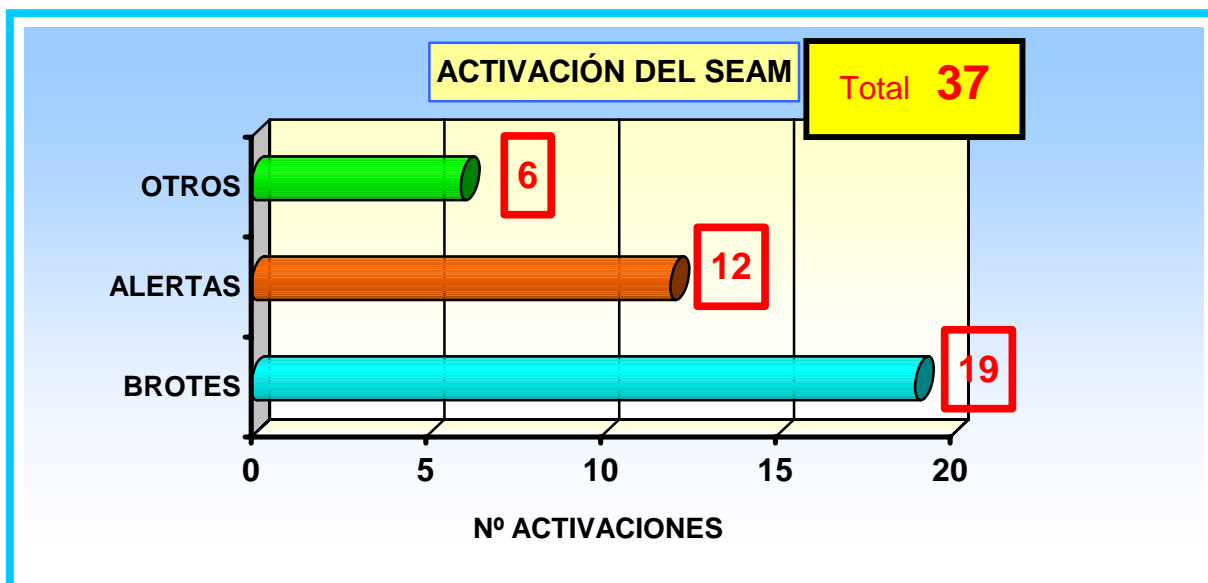 ACTIVACIÓN DEL SEAM
Total 37
OTROS
6
ALERTAS
12
BROTES
19
0 5 10 15 20
Nº ACTIVACIONES